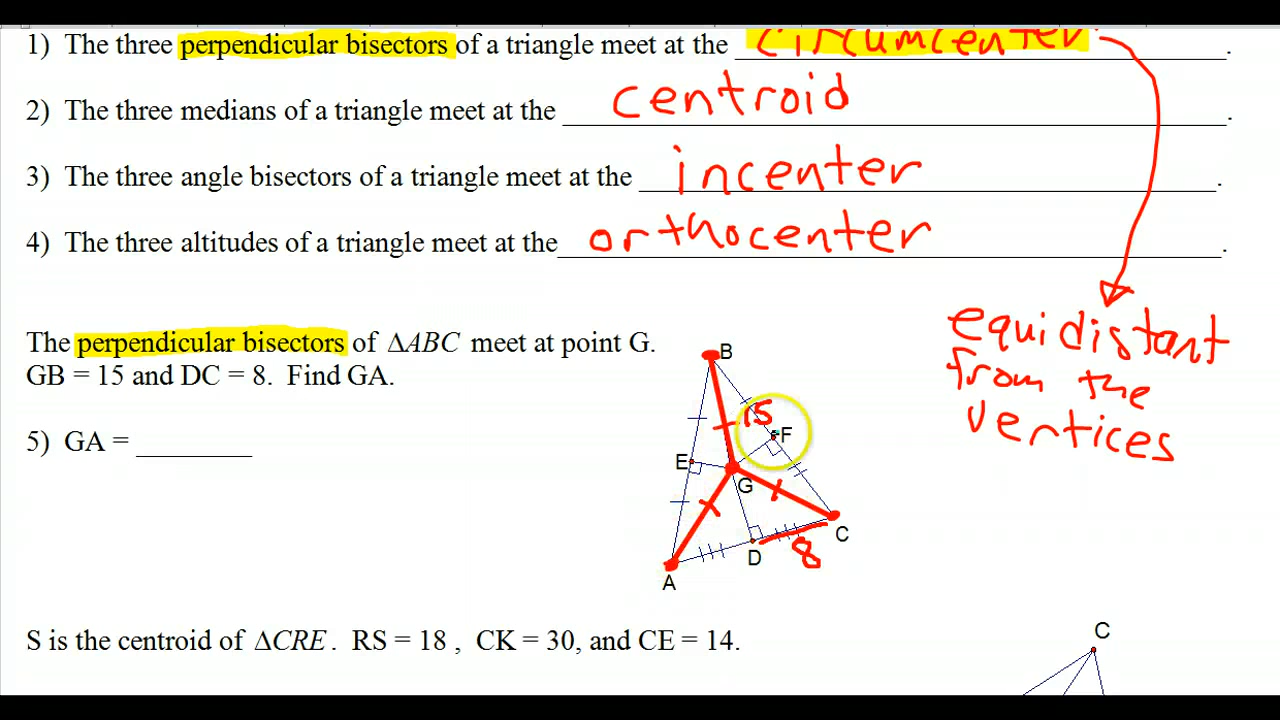 1) The three perpendicular bisectors of a triangle meet at the circumcenter.
2) The three medians of a triangle meet at the centroid.
3) The three angle bisectors of a triangle meet at the incenter.
4) The three altitudes of a triangle meet at the orthocenter.
equidistant
from the
vertices
The perpendicular bisectors of ΔABC meet at point G.
GB = 15 and DC = 8. Find GA.
5) GA = ________
B
15
F
E
G
C
D
8
A
S is the centroid of ΔCRE. RS = 18 , CK = 30, and CE = 14.
C